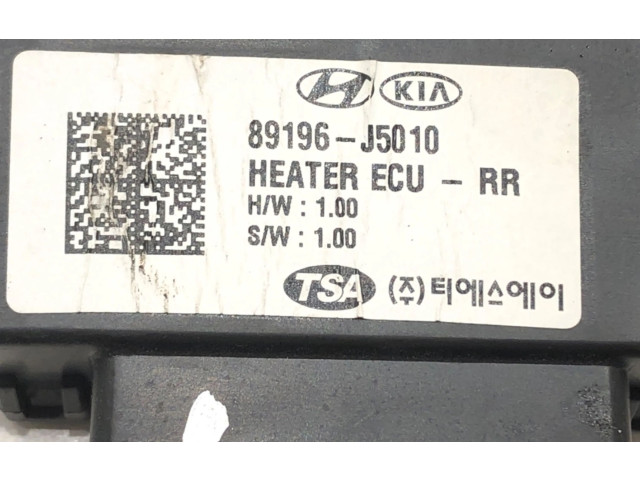 KIA
89196-J5010
HEATER ECU - RR
H/W : 1.00
S/W : 1.00
TSA (주)티에스에이